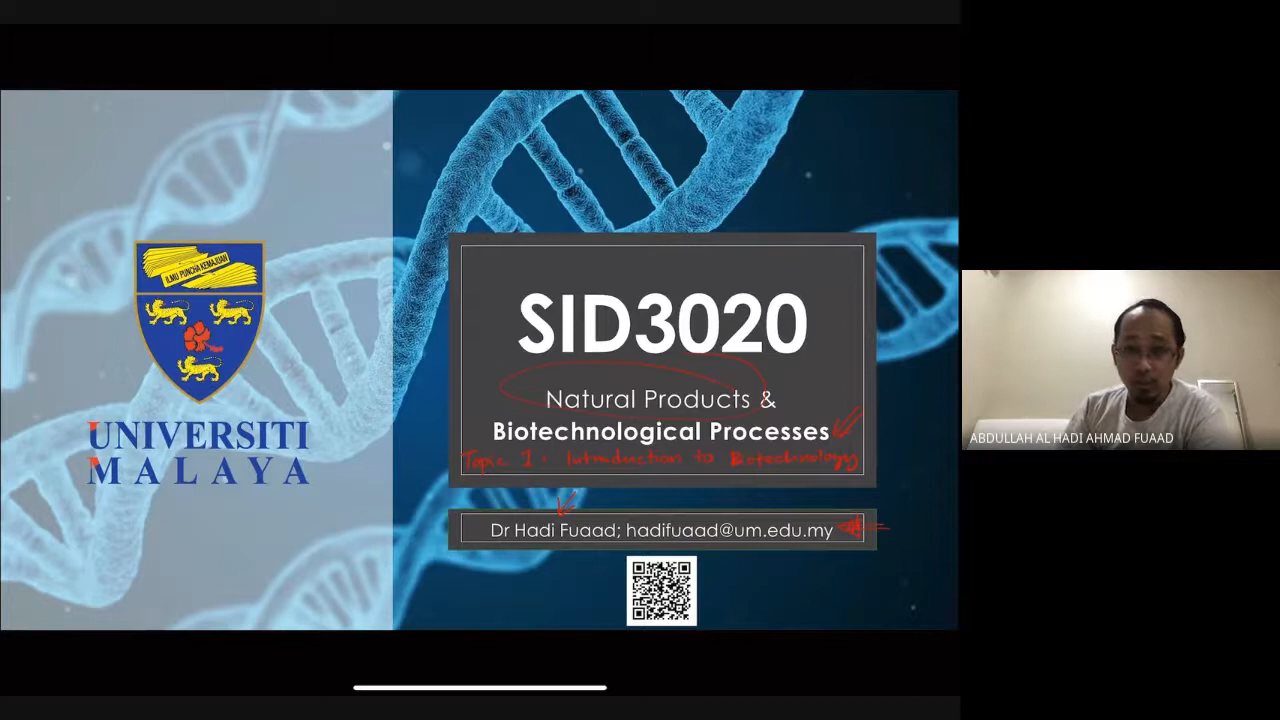 ILMU PUNCHA KEMAJUAN
UNIVERSITI
MALAYA
SID3020
Natural Products &
Biotechnological Processes
Topic 1. Introduction to Biotechnology
Dr Hadi Fuaad; hadifuaad@um.edu.my
ABDULLAH AL HADI AHMAD FUAAD